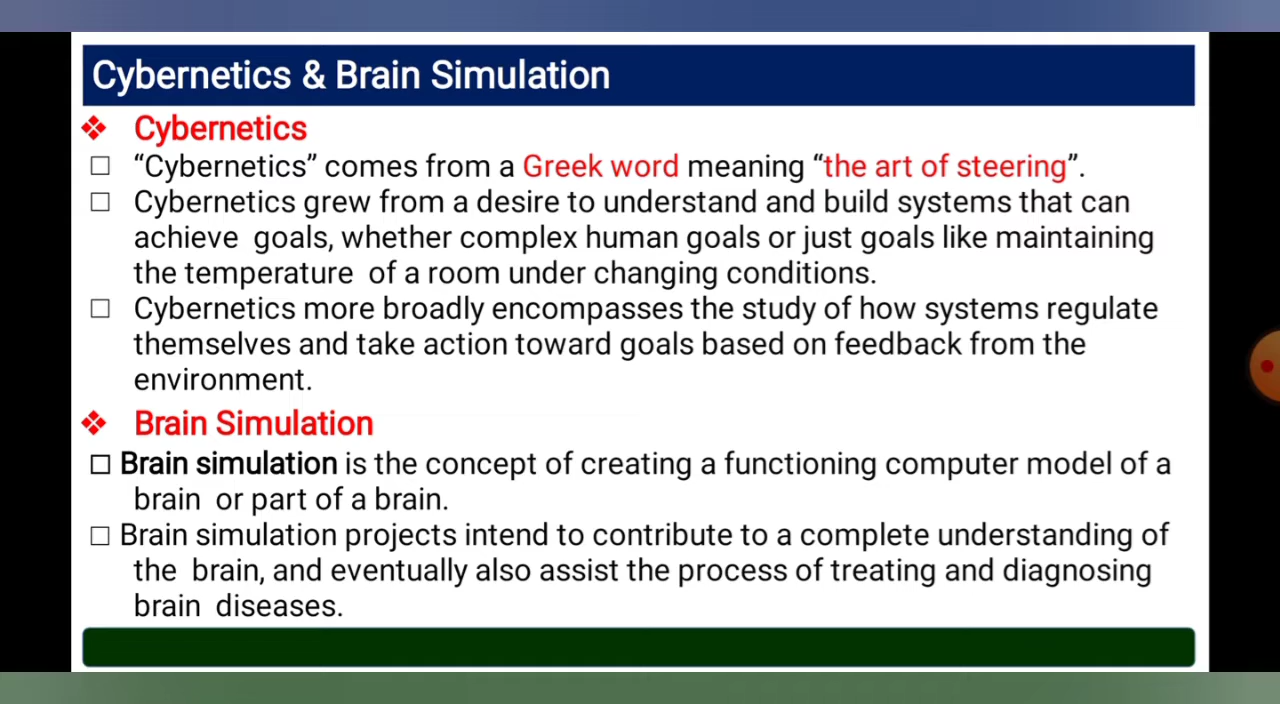 Cybernetics & Brain Simulation
❖ Cybernetics
□ “Cybernetics” comes from a Greek word meaning “the art of steering”.
□ Cybernetics grew from a desire to understand and build systems that can
achieve goals, whether complex human goals or just goals like maintaining
the temperature of a room under changing conditions.
□ Cybernetics more broadly encompasses the study of how systems regulate
themselves and take action toward goals based on feedback from the
environment.
❖ Brain Simulation
□ Brain simulation is the concept of creating a functioning computer model of a
brain or part of a brain.
□ Brain simulation projects intend to contribute to a complete understanding of
the brain, and eventually also assist the process of treating and diagnosing
brain diseases.